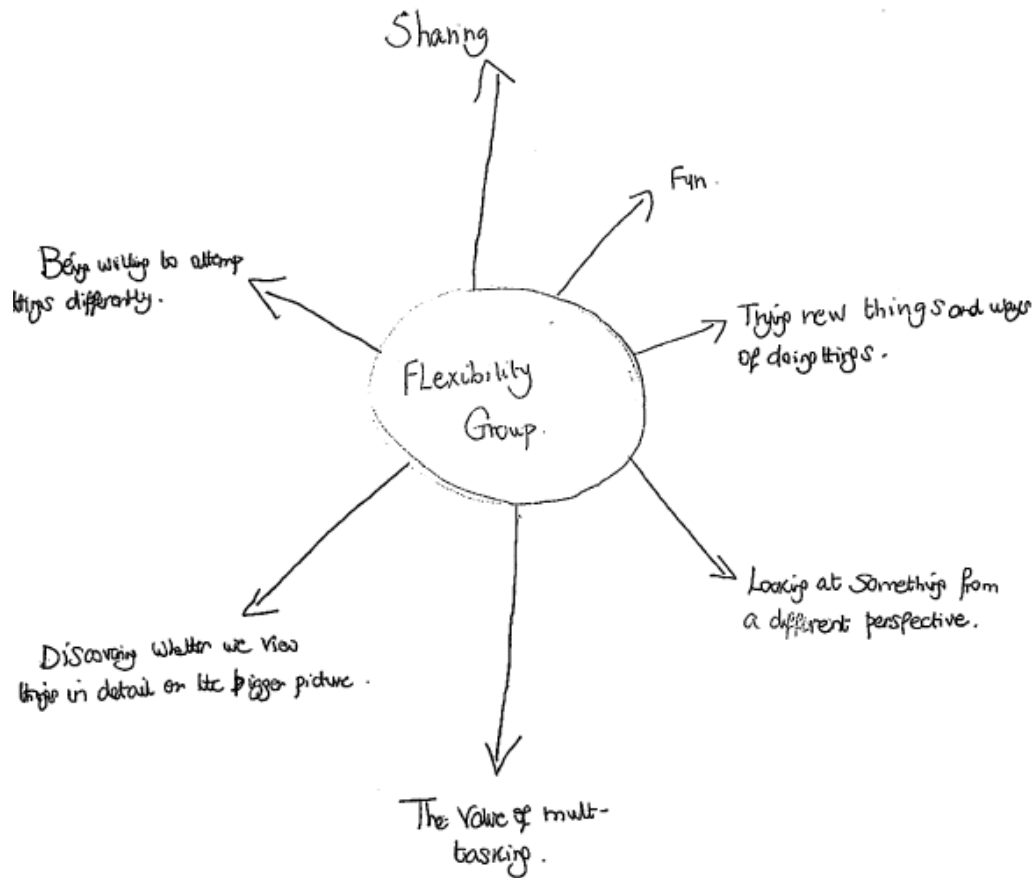 Sharing
Fun.
Being willing to attemp
things differently.
Trying new things and ways
of doing things.
FLexibility
Group.
Looking at something from
a different perspective.
Discovering whether we view
things in detail or the bigger picture.
The value of mult-
tasking.